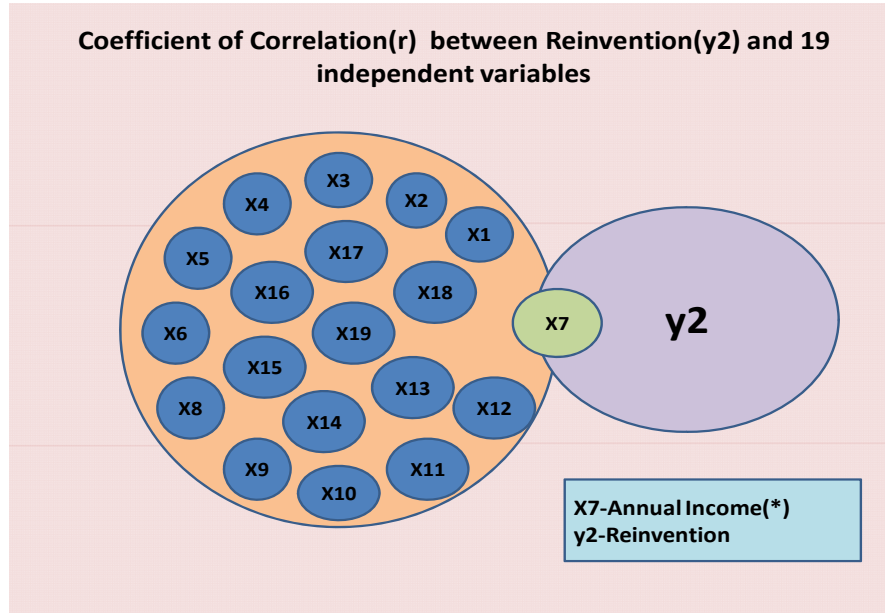 Coefficient of Correlation(r) between Reinvention(y2) and 19
independent variables
X3
X4
X2
X1
X17
X5
X16
X18
X7
y2
X6
X19
X15
X13
X8
X12
X14
X9
X11
X10
X7-Annual Income(*)
y2-Reinvention